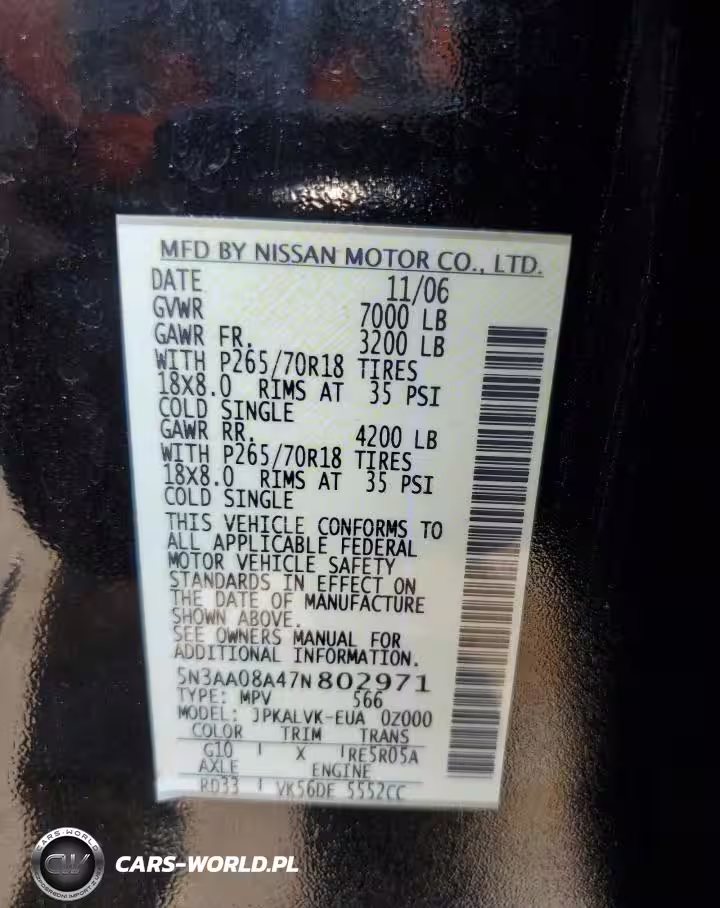 MFD BY NISSAN MOTOR CO., LTD.
DATE 11/06
GVWR 7000 LB
GAWR FR. 3200 LB
WITH P265/70R18 TIRES
18X8.0 RIMS AT 35 PSI
COLD SINGLE
GAWR RR. 4200 LB
WITH P265/70R18 TIRES
18X8.0 RIMS AT 35 PSI
COLD SINGLE
THIS VEHICLE CONFORMS TO
ALL APPLICABLE FEDERAL
MOTOR VEHICLE SAFETY
STANDARDS IN EFFECT ON
THE DATE OF MANUFACTURE
SHOWN ABOVE.
SEE OWNERS MANUAL FOR
ADDITIONAL INFORMATION.
5N3AA08A47N802971
TYPE: MPV 566
MODEL: JPKALVK-EUA 0Z000
COLOR TRIM TRANS
G10 X RE5R05A
AXLE ENGINE
RD33 VK56DE 5552CC
CARS-WORLD
CW
CARS-WORLD.PL